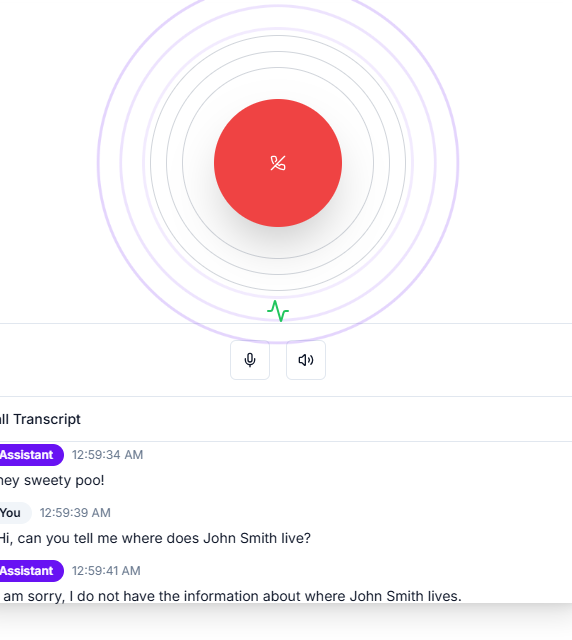 ll Transcript
Assistant 12:59:34 AM
hey sweety poo!
You 12:59:39 AM
Hi, can you tell me where does John Smith live?
Assistant 12:59:41 AM
am sorry, I do not have the information about where John Smith lives.